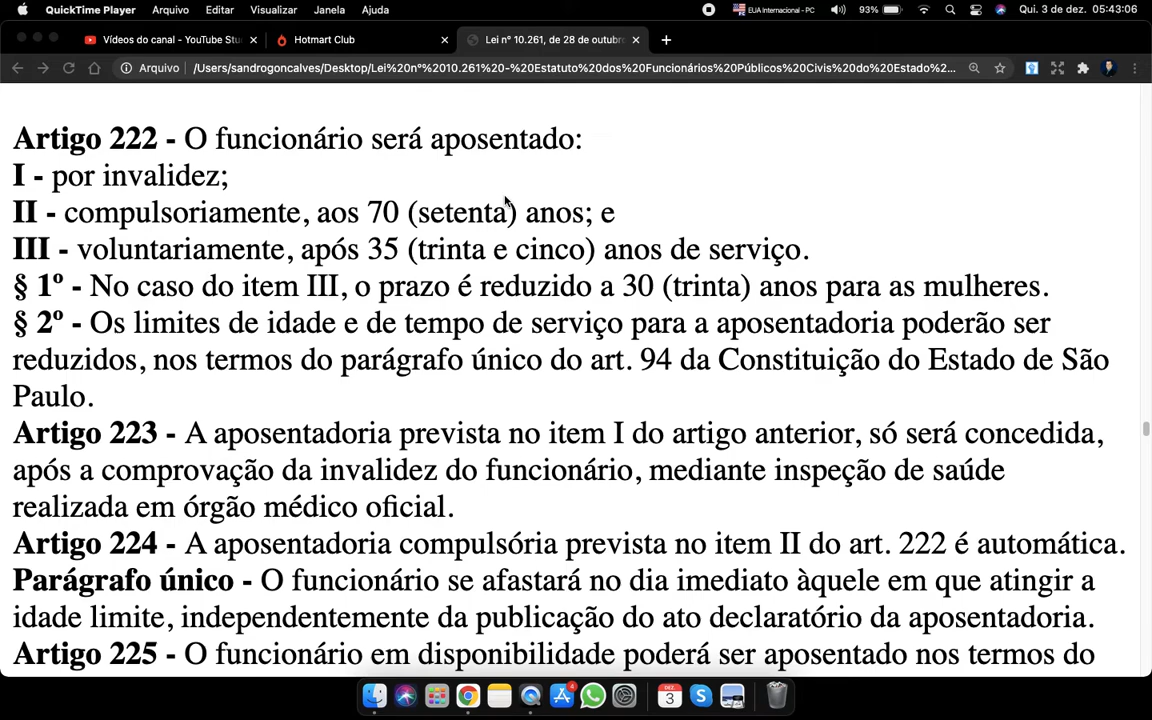 QuickTime Player Arquivo Editar Visualizar Janela Ajuda EUA Internacional - PC 93% Qui. 3 de dez. 05:43:06
Vídeos do canal - YouTube Stu Hotmart Club Lei nº 10.261, de 28 de outubr
Arquivo /Users/sandrogoncalves/Desktop/Lei%20n°%2010.261%20-%20Estatuto%20dos%20Funcionários%20Públicos%20Civis%20do%20Estado%2...
Artigo 222 - O funcionário será aposentado:
I - por invalidez;
II - compulsoriamente, aos 70 (setenta) anos; e
III - voluntariamente, após 35 (trinta e cinco) anos de serviço.
§ 1º - No caso do item III, o prazo é reduzido a 30 (trinta) anos para as mulheres.
§ 2º - Os limites de idade e de tempo de serviço para a aposentadoria poderão ser
reduzidos, nos termos do parágrafo único do art. 94 da Constituição do Estado de São
Paulo.
Artigo 223 - A aposentadoria prevista no item I do artigo anterior, só será concedida,
após a comprovação da invalidez do funcionário, mediante inspeção de saúde
realizada em órgão médico oficial.
Artigo 224 - A aposentadoria compulsória prevista no item II do art. 222 é automática.
Parágrafo único - O funcionário se afastará no dia imediato àquele em que atingir a
idade limite, independentemente da publicação do ato declaratório da aposentadoria.
Artigo 225 - O funcionário em disponibilidade poderá ser aposentado nos termos do
DEZ
3